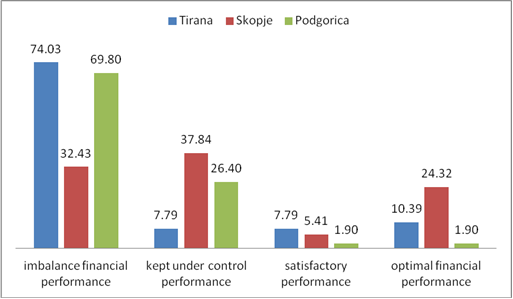 Tirana Skopje Podgorica
74.03 32.43 69.80
7.79 37.84 26.40
7.79 5.41 1.90
10.39 24.32 1.90
imbalance financial
performance
kept under control
performance
satisfactory
performance
optimal financial
performance